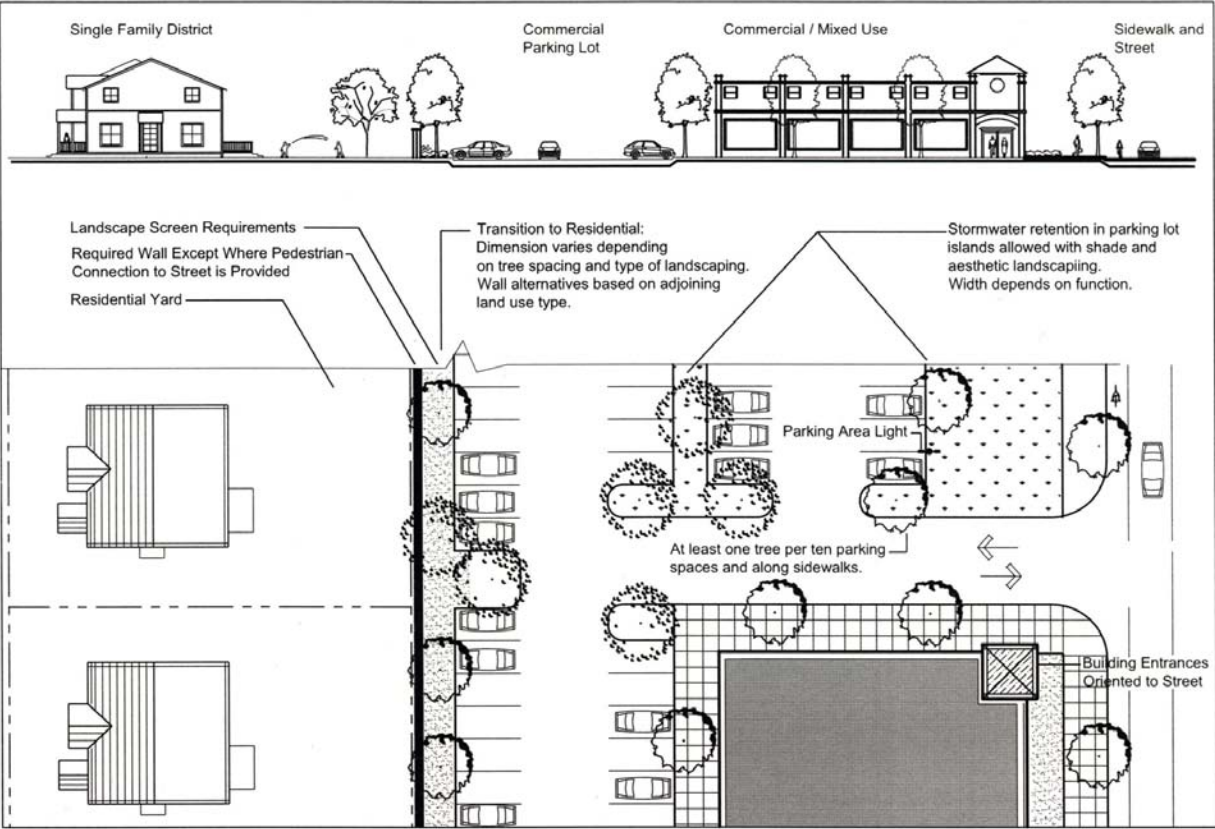 Single Family District
Commercial
Parking Lot
Commercial / Mixed Use
Sidewalk and
Street
Landscape Screen Requirements
Required Wall Except Where Pedestrian
Connection to Street is Provided
Residential Yard
Transition to Residential:
Dimension varies depending
on tree spacing and type of landscaping.
Wall alternatives based on adjoining
land use type.
Stormwater retention in parking lot
islands allowed with shade and
aesthetic landscapiing.
Width depends on function.
Parking Area Light
At least one tree per ten parking
spaces and along sidewalks.
Building Entrances
Oriented to Street